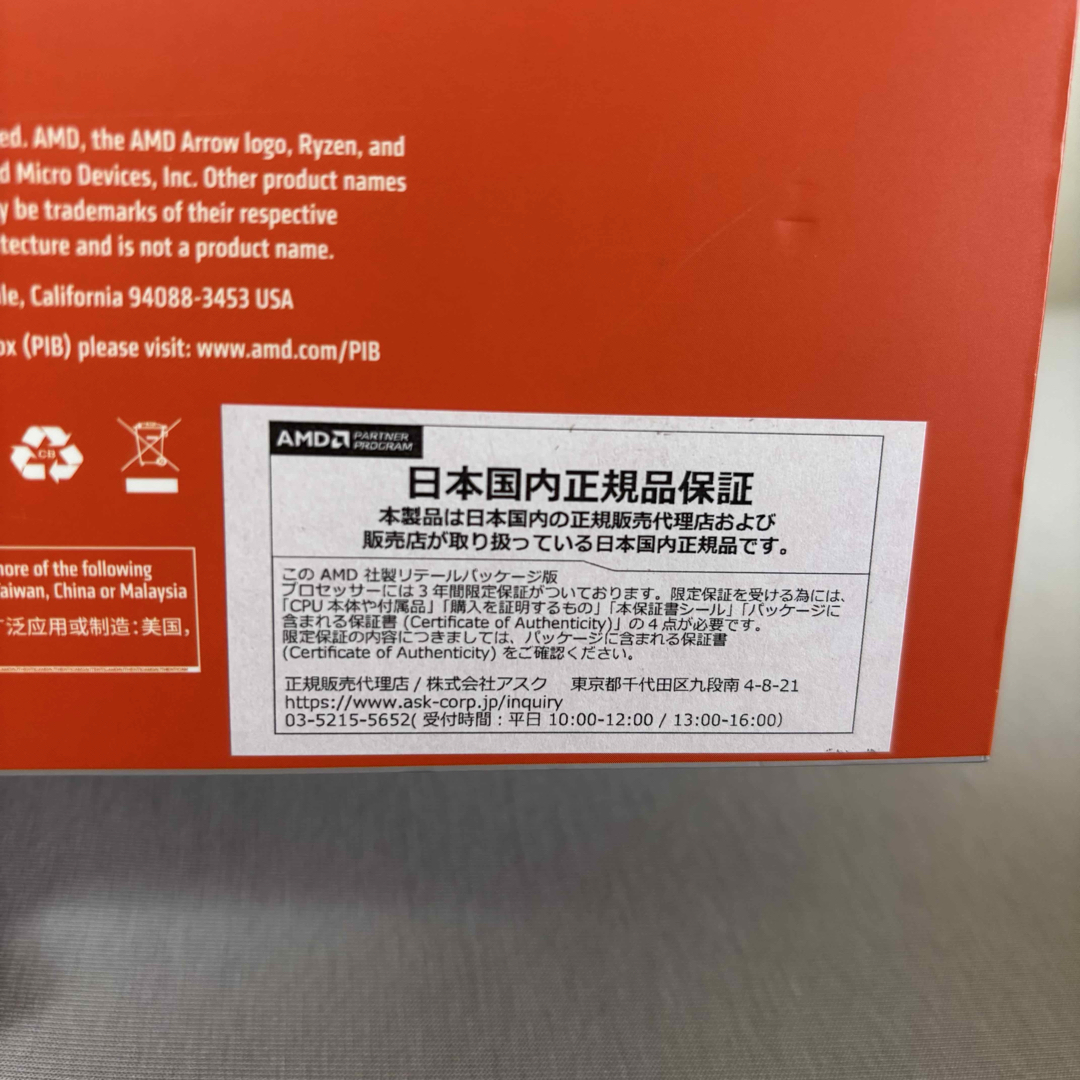 ed. AMD, the AMD Arrow logo, Ryzen, and
d Micro Devices, Inc. Other product names
y be trademarks of their respective
tecture and is not a product name.
le, California 94088-3453 USA
ox (PIB) please visit: www.amd.com/PIB
CB
more of the following
Taiwan, China or Malaysia
泛应用或制造：美国，
AMD PARTNER PROGRAM
日本国内正規品保証
本製品は日本国内の正規販売代理店および
販売店が取り扱っている日本国内正規品です。
この AMD 社製リテールパッケージ版
プロセッサーには 3 年間限定保証がついております。限定保証を受ける為には、
「CPU 本体や付属品」「購入を証明するもの」「本保証書シール」「パッケージに
含まれる保証書 (Certificate of Authenticity)」の 4 点が必要です。
限定保証の内容につきましては、パッケージに含まれる保証書
(Certificate of Authenticity) をご確認ください。
正規販売代理店 / 株式会社アスク 東京都千代田区九段南 4-8-21
https://www.ask-corp.jp/inquiry
03-5215-5652( 受付時間：平日 10:00-12:00 / 13:00-16:00)